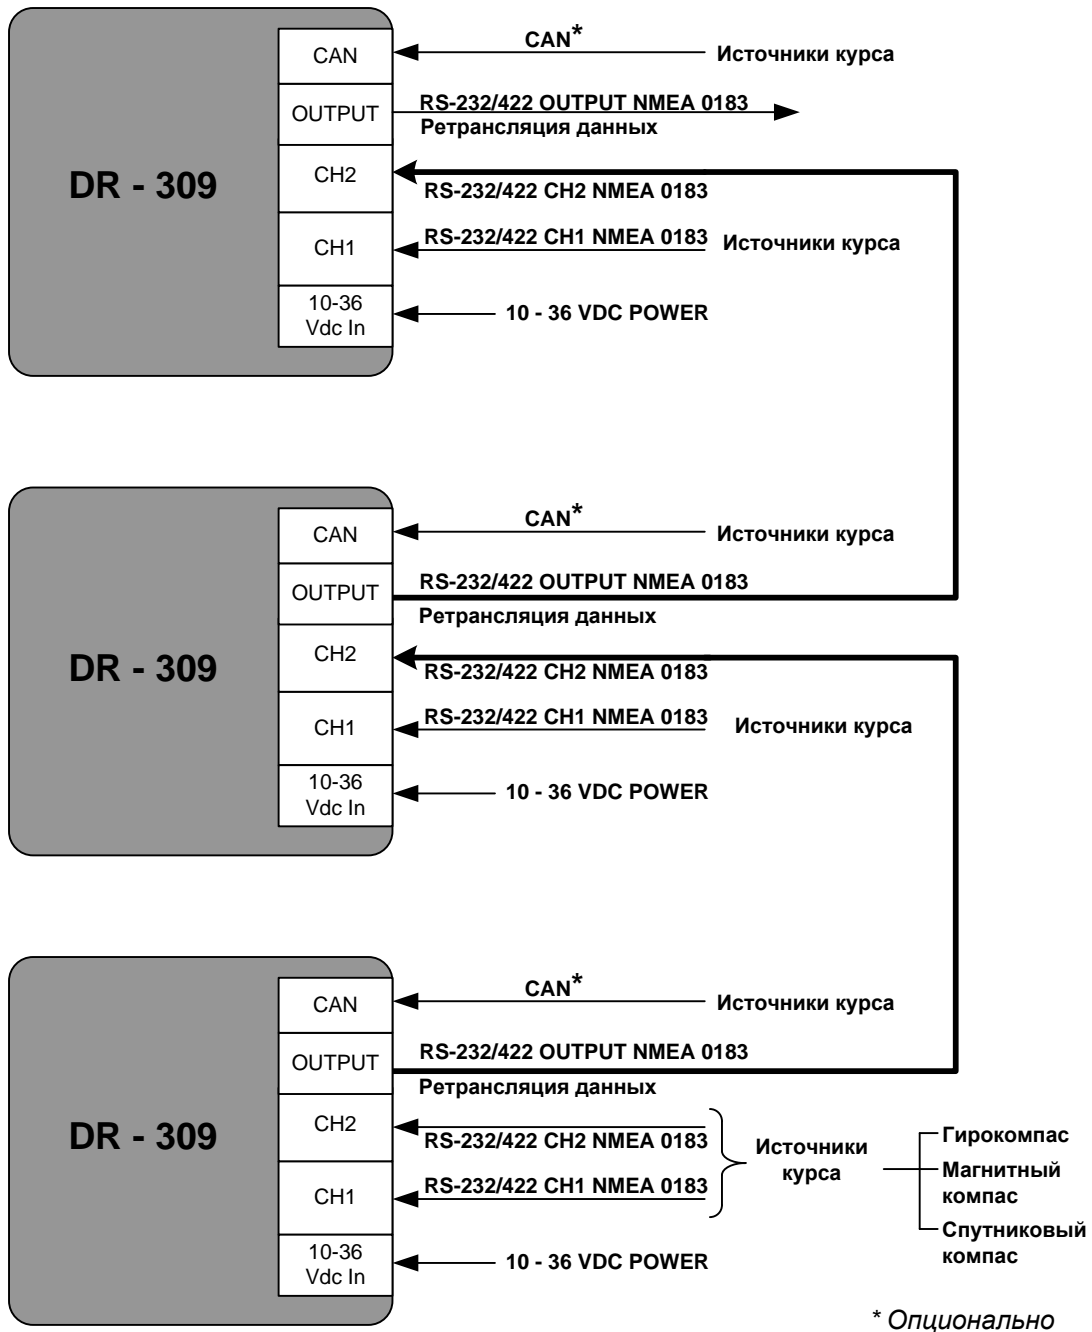 CAN
CAN*
Источники курса
OUTPUT
RS-232/422 OUTPUT NMEA 0183
Ретрансляция данных
DR - 309
CH2
RS-232/422 CH2 NMEA 0183
CH1
RS-232/422 CH1 NMEA 0183
Источники курса
10-36
Vdc In
10 - 36 VDC POWER
CAN
CAN*
Источники курса
OUTPUT
RS-232/422 OUTPUT NMEA 0183
Ретрансляция данных
DR - 309
CH2
RS-232/422 CH2 NMEA 0183
CH1
RS-232/422 CH1 NMEA 0183
Источники курса
10-36
Vdc In
10 - 36 VDC POWER
CAN
CAN*
Источники курса
OUTPUT
RS-232/422 OUTPUT NMEA 0183
Ретрансляция данных
DR - 309
CH2
RS-232/422 CH2 NMEA 0183
CH1
RS-232/422 CH1 NMEA 0183
Источники
курса
Гирокомпас
Магнитный
компас
Спутниковый
компас
10-36
Vdc In
10 - 36 VDC POWER
* Опционально